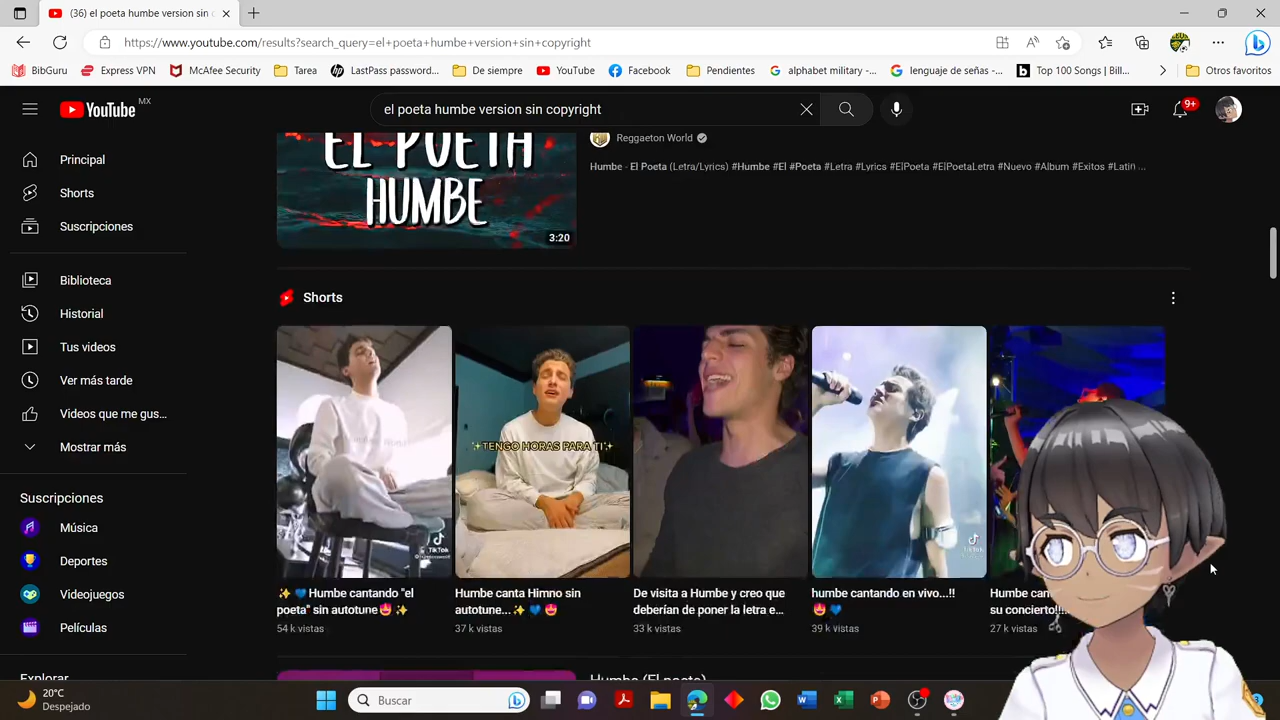 (36) el poeta humbe version sin c
https://www.youtube.com/results?search_query=el+poeta+humbe+version+sin+copyright
BibGuru
Express VPN
McAfee Security
Tarea
LastPass password...
De siempre
YouTube
Facebook
Pendientes
alphabet military -...
lenguaje de señas -...
Top 100 Songs | Bill...
Otros favoritos
YouTube MX
el poeta humbe version sin copyright
9+
Principal
Shorts
Suscripciones
Biblioteca
Historial
Tus videos
Ver más tarde
Videos que me gus...
Mostrar más
Suscripciones
Música
Deportes
Videojuegos
Películas
Explorar
EL POETA
HUMBE
3:20
Reggaeton World
Humbe - El Poeta (Letra/Lyrics) #Humbe #El #Poeta #Letra #Lyrics #ElPoeta #ElPoetaLetra #Nuevo #Album #Exitos #Latin ...
Shorts
TikTok
✨TENGO HORAS PARA TI✨
TikTok
✨💙Humbe cantando "el
poeta" sin autotune🤩✨
54 k vistas
Humbe canta Himno sin
autotune...✨💙🤩
37 k vistas
De visita a Humbe y creo que
deberían de poner la letra e...
33 k vistas
humbe cantando en vivo...!!
🤩💙
39 k vistas
Humbe can
su concierto!!!
27 k vistas
Humbe (El poeta)
20°C
Despejado
Buscar